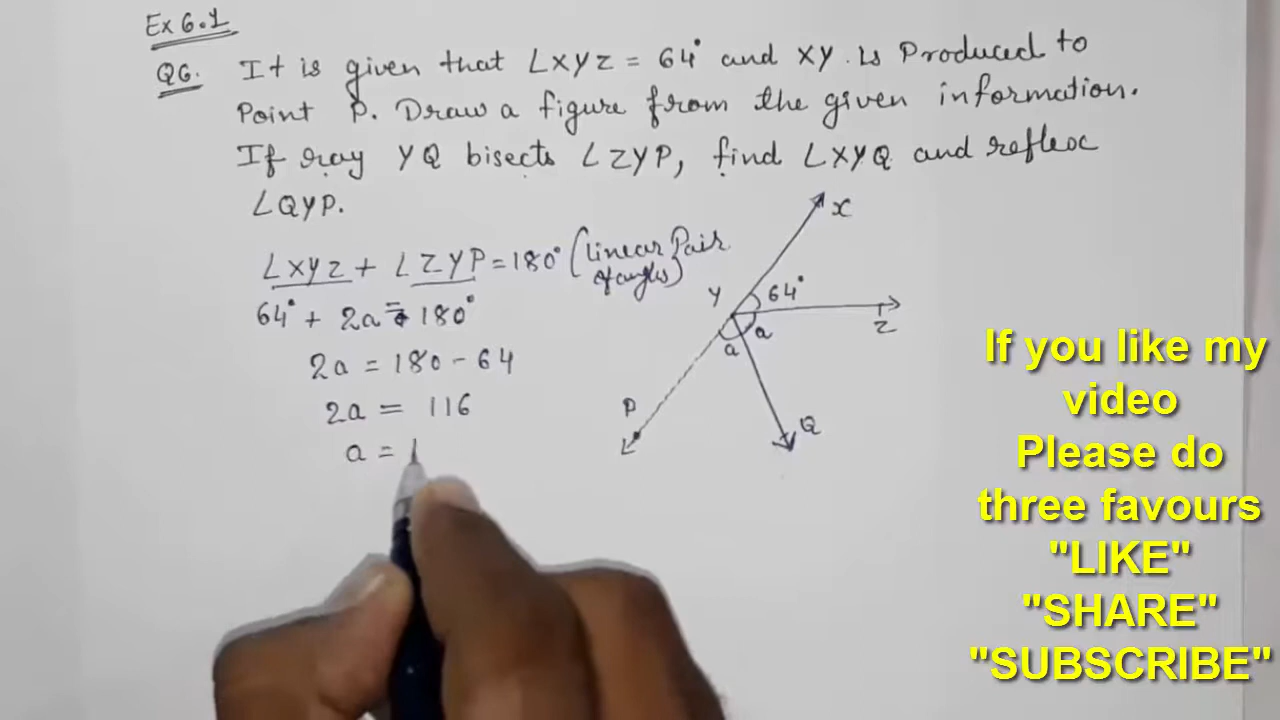 Ex 6.1
Q6. It is given that ∠XYZ = 64° and XY is Produced to
Point P. Draw a figure from the given information.
If ray YQ bisects ∠ZYP, find ∠XYQ and reflex
∠QYP.
∠XYZ + ∠ZYP = 180° (linear Pair
of angles)
64° + 2a = 180°
2a = 180 - 64
2a = 116
a = 1
X
Y
64°
Z
a
a
P
Q
If you like my
video
Please do
three favours
"LIKE"
"SHARE"
"SUBSCRIBE"